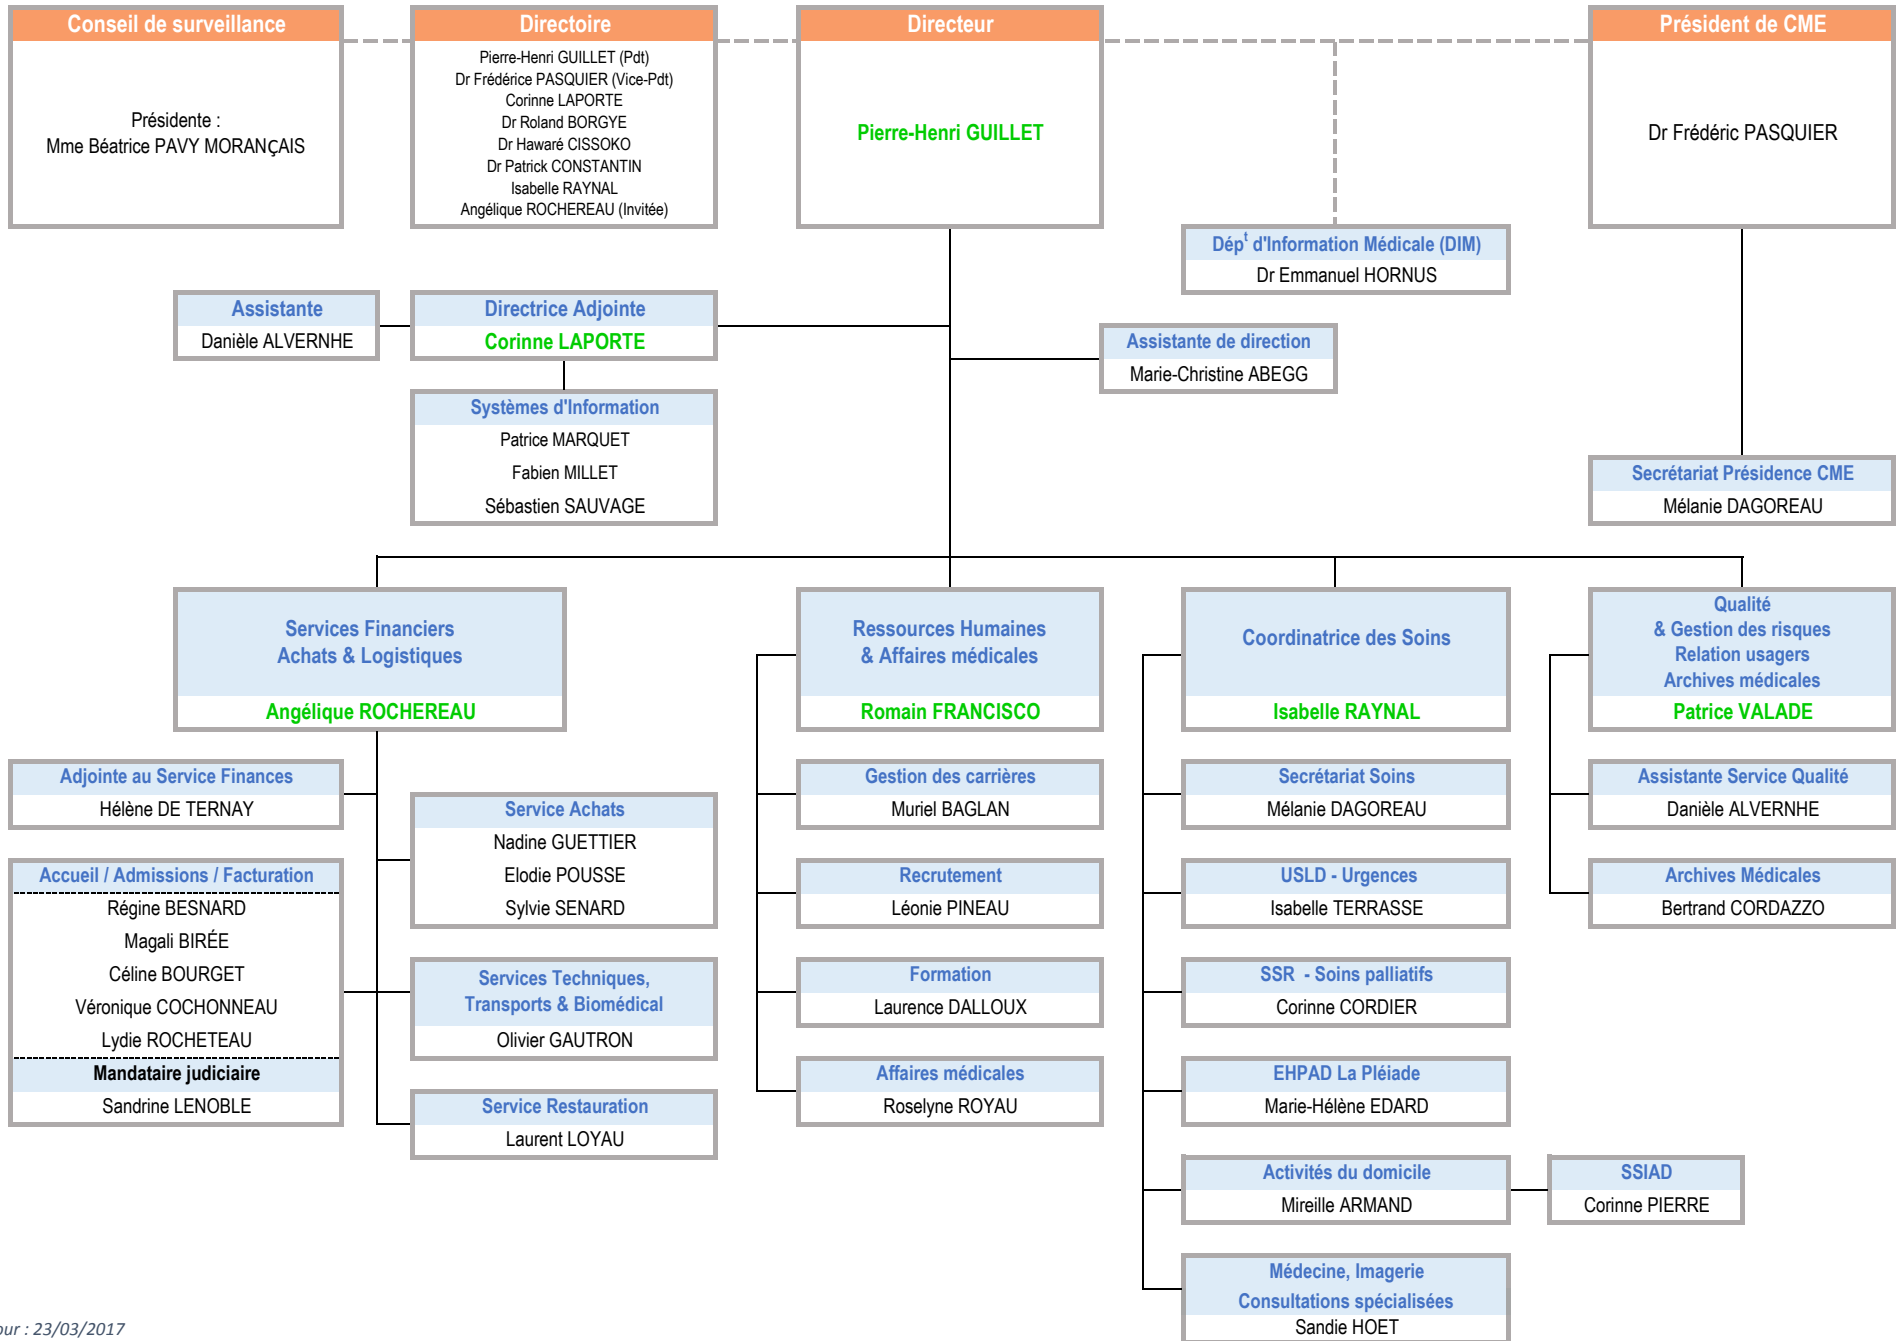 Conseil de surveillance
Présidente :
Mme Béatrice PAVY MORANÇAIS
Directoire
Pierre-Henri GUILLET (Pdt)
Dr Frédérice PASQUIER (Vice-Pdt)
Corinne LAPORTE
Dr Roland BORGYE
Dr Hawaré CISSOKO
Dr Patrick CONSTANTIN
Isabelle RAYNAL
Angélique ROCHEREAU (Invitée)
Directeur
Pierre-Henri GUILLET
Président de CME
Dr Frédéric PASQUIER
Dépt d'Information Médicale (DIM)
Dr Emmanuel HORNUS
Assistante
Danièle ALVERNHE
Directrice Adjointe
Corinne LAPORTE
Assistante de direction
Marie-Christine ABEGG
Systèmes d'Information
Patrice MARQUET
Fabien MILLET
Sébastien SAUVAGE
Secrétariat Présidence CME
Mélanie DAGOREAU
Services Financiers
Achats & Logistiques
Angélique ROCHEREAU
Ressources Humaines
& Affaires médicales
Romain FRANCISCO
Coordinatrice des Soins
Isabelle RAYNAL
Qualité
& Gestion des risques
Relation usagers
Archives médicales
Patrice VALADE
Adjointe au Service Finances
Hélène DE TERNAY
Accueil / Admissions / Facturation
Régine BESNARD
Magali BIRÉE
Céline BOURGET
Véronique COCHONNEAU
Lydie ROCHETEAU
Mandataire judiciaire
Sandrine LENOBLE
Service Achats
Nadine GUETTIER
Elodie POUSSE
Sylvie SENARD
Services Techniques,
Transports & Biomédical
Olivier GAUTRON
Service Restauration
Laurent LOYAU
Gestion des carrières
Muriel BAGLAN
Recrutement
Léonie PINEAU
Formation
Laurence DALLOUX
Affaires médicales
Roselyne ROYAU
Secrétariat Soins
Mélanie DAGOREAU
USLD - Urgences
Isabelle TERRASSE
SSR - Soins palliatifs
Corinne CORDIER
EHPAD La Pléiade
Marie-Hélène EDARD
Activités du domicile
Mireille ARMAND
SSIAD
Corinne PIERRE
Médecine, Imagerie
Consultations spécialisées
Sandie HOET
Assistante Service Qualité
Danièle ALVERNHE
Archives Médicales
Bertrand CORDAZZO
our : 23/03/2017